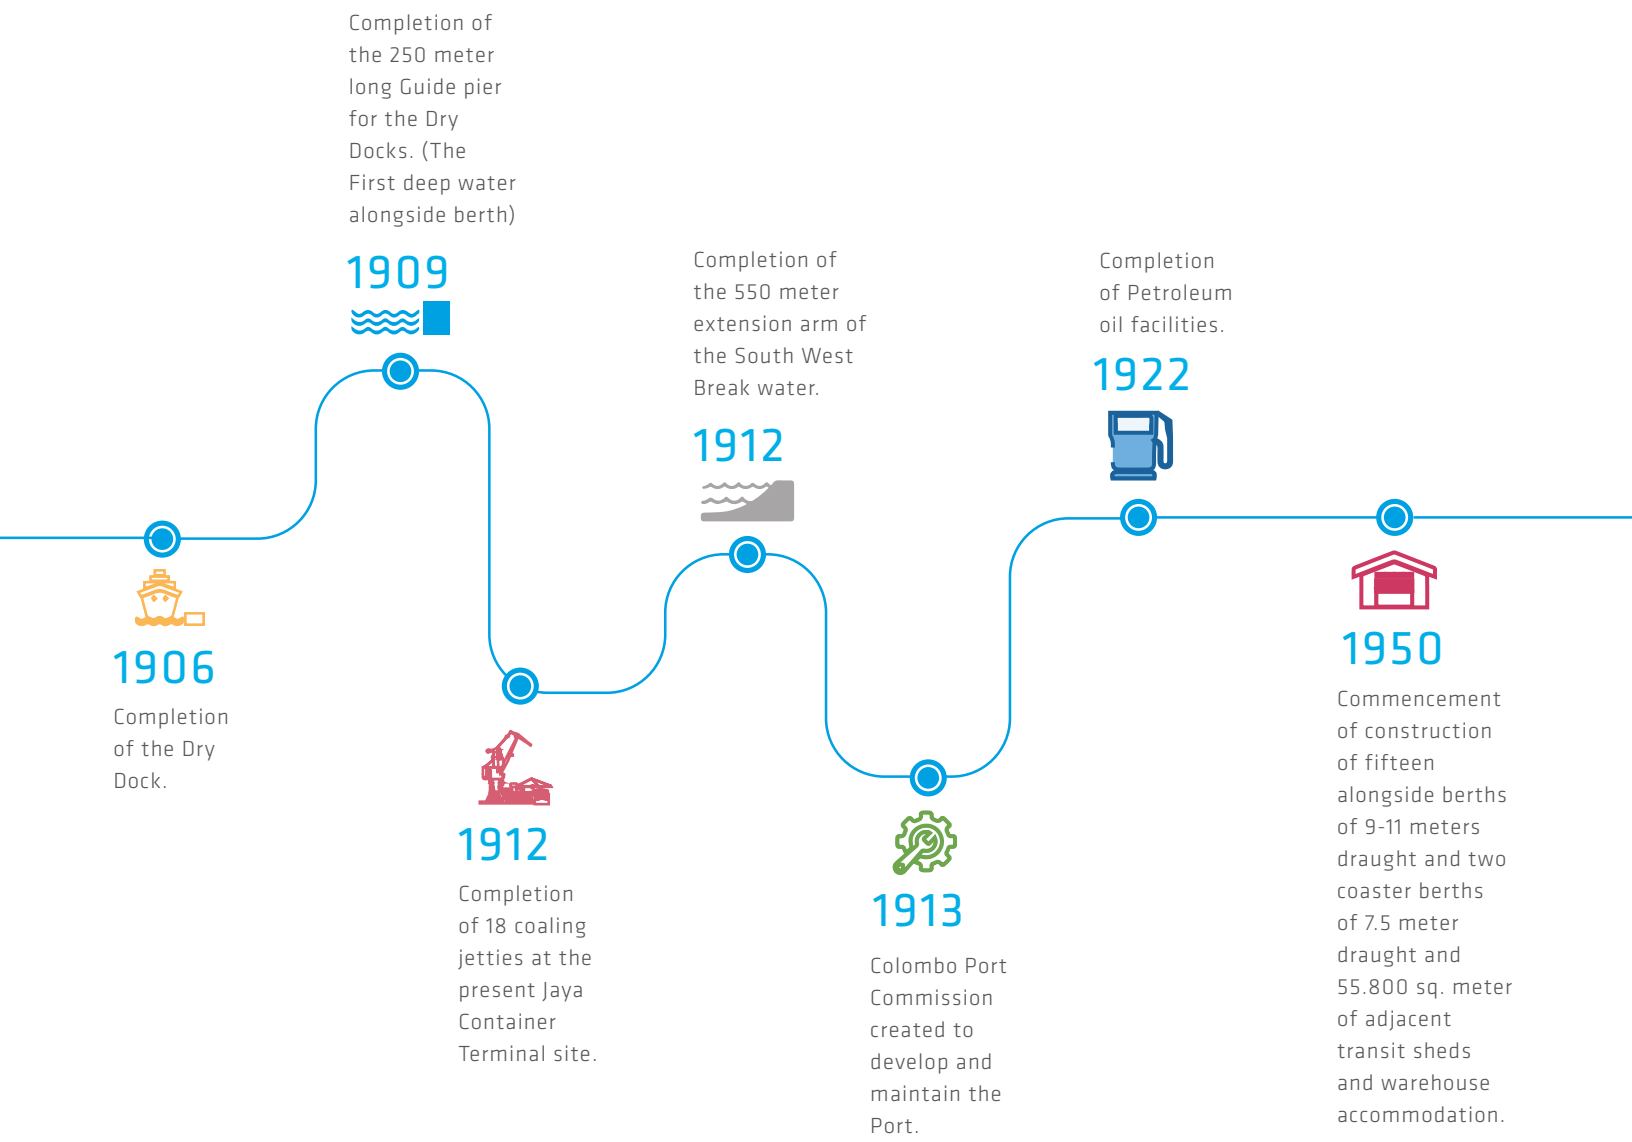 Completion of
the 250 meter
long Guide pier
for the Dry
Docks. (The
First deep water
alongside berth)
1909
Completion of
the 550 meter
extension arm of
the South West
Break water.
1912
Completion
of Petroleum
oil facilities.
1922
1906
Completion
of the Dry
Dock.
1912
Completion
of 18 coaling
jetties at the
present Jaya
Container
Terminal site.
1913
Colombo Port
Commission
created to
develop and
maintain the
Port.
1950
Commencement
of construction
of fifteen
alongside berths
of 9-11 meters
draught and two
coaster berths
of 7.5 meter
draught and
55.800 sq. meter
of adjacent
transit sheds
and warehouse
accommodation.